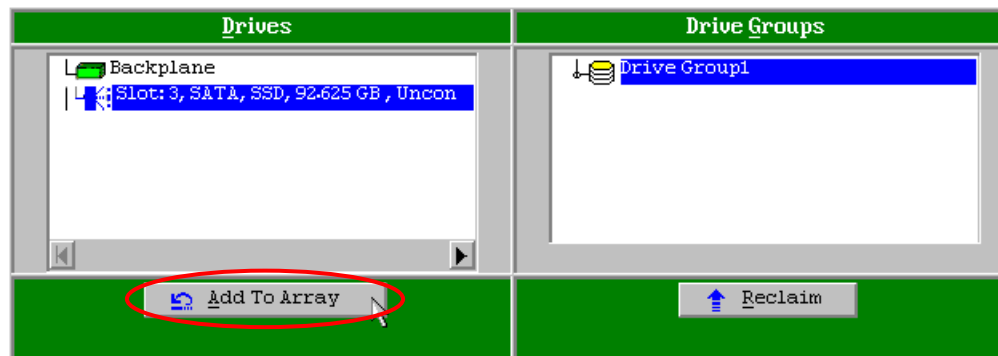 Drives
Drive Groups
Backplane
Slot: 3, SATA, SSD, 92.625 GB , Uncon
Drive Group1
Add To Array
Reclaim